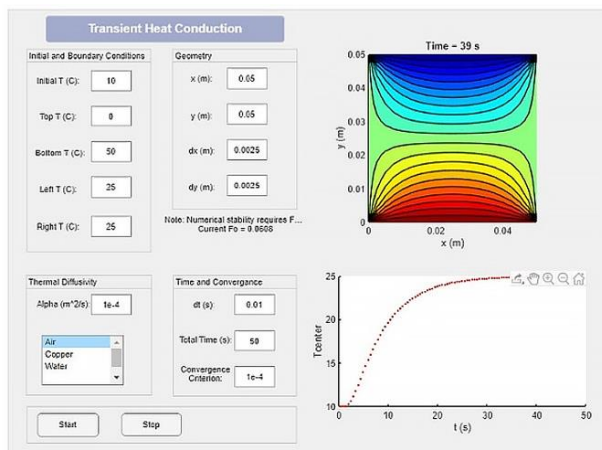 Transient Heat Conduction
Initial and Boundary Conditions
Initial T (C): 10
Top T (C): 0
Bottom T (C): 50
Left T (C): 25
Right T (C): 25
Geometry
x (m): 0.05
y (m): 0.05
dx (m): 0.0025
dy (m): 0.0025
Note: Numerical stability requires F...
Current Fo = 0.0608
Time = 39 s
0.05
0.04
0.03
0.02
0.01
0
y (m)
0 0.02 0.04
x (m)
Thermal Diffusivity
Alpha (m^2/s): 1e-4
Air
Copper
Water
Time and Convergence
dt (s): 0.01
Total Time (s): 50
Convergence
Criterion: 1e-4
Start
Stop
25
20
15
10
Tcenter
0 10 20 30 40 50
t (s)